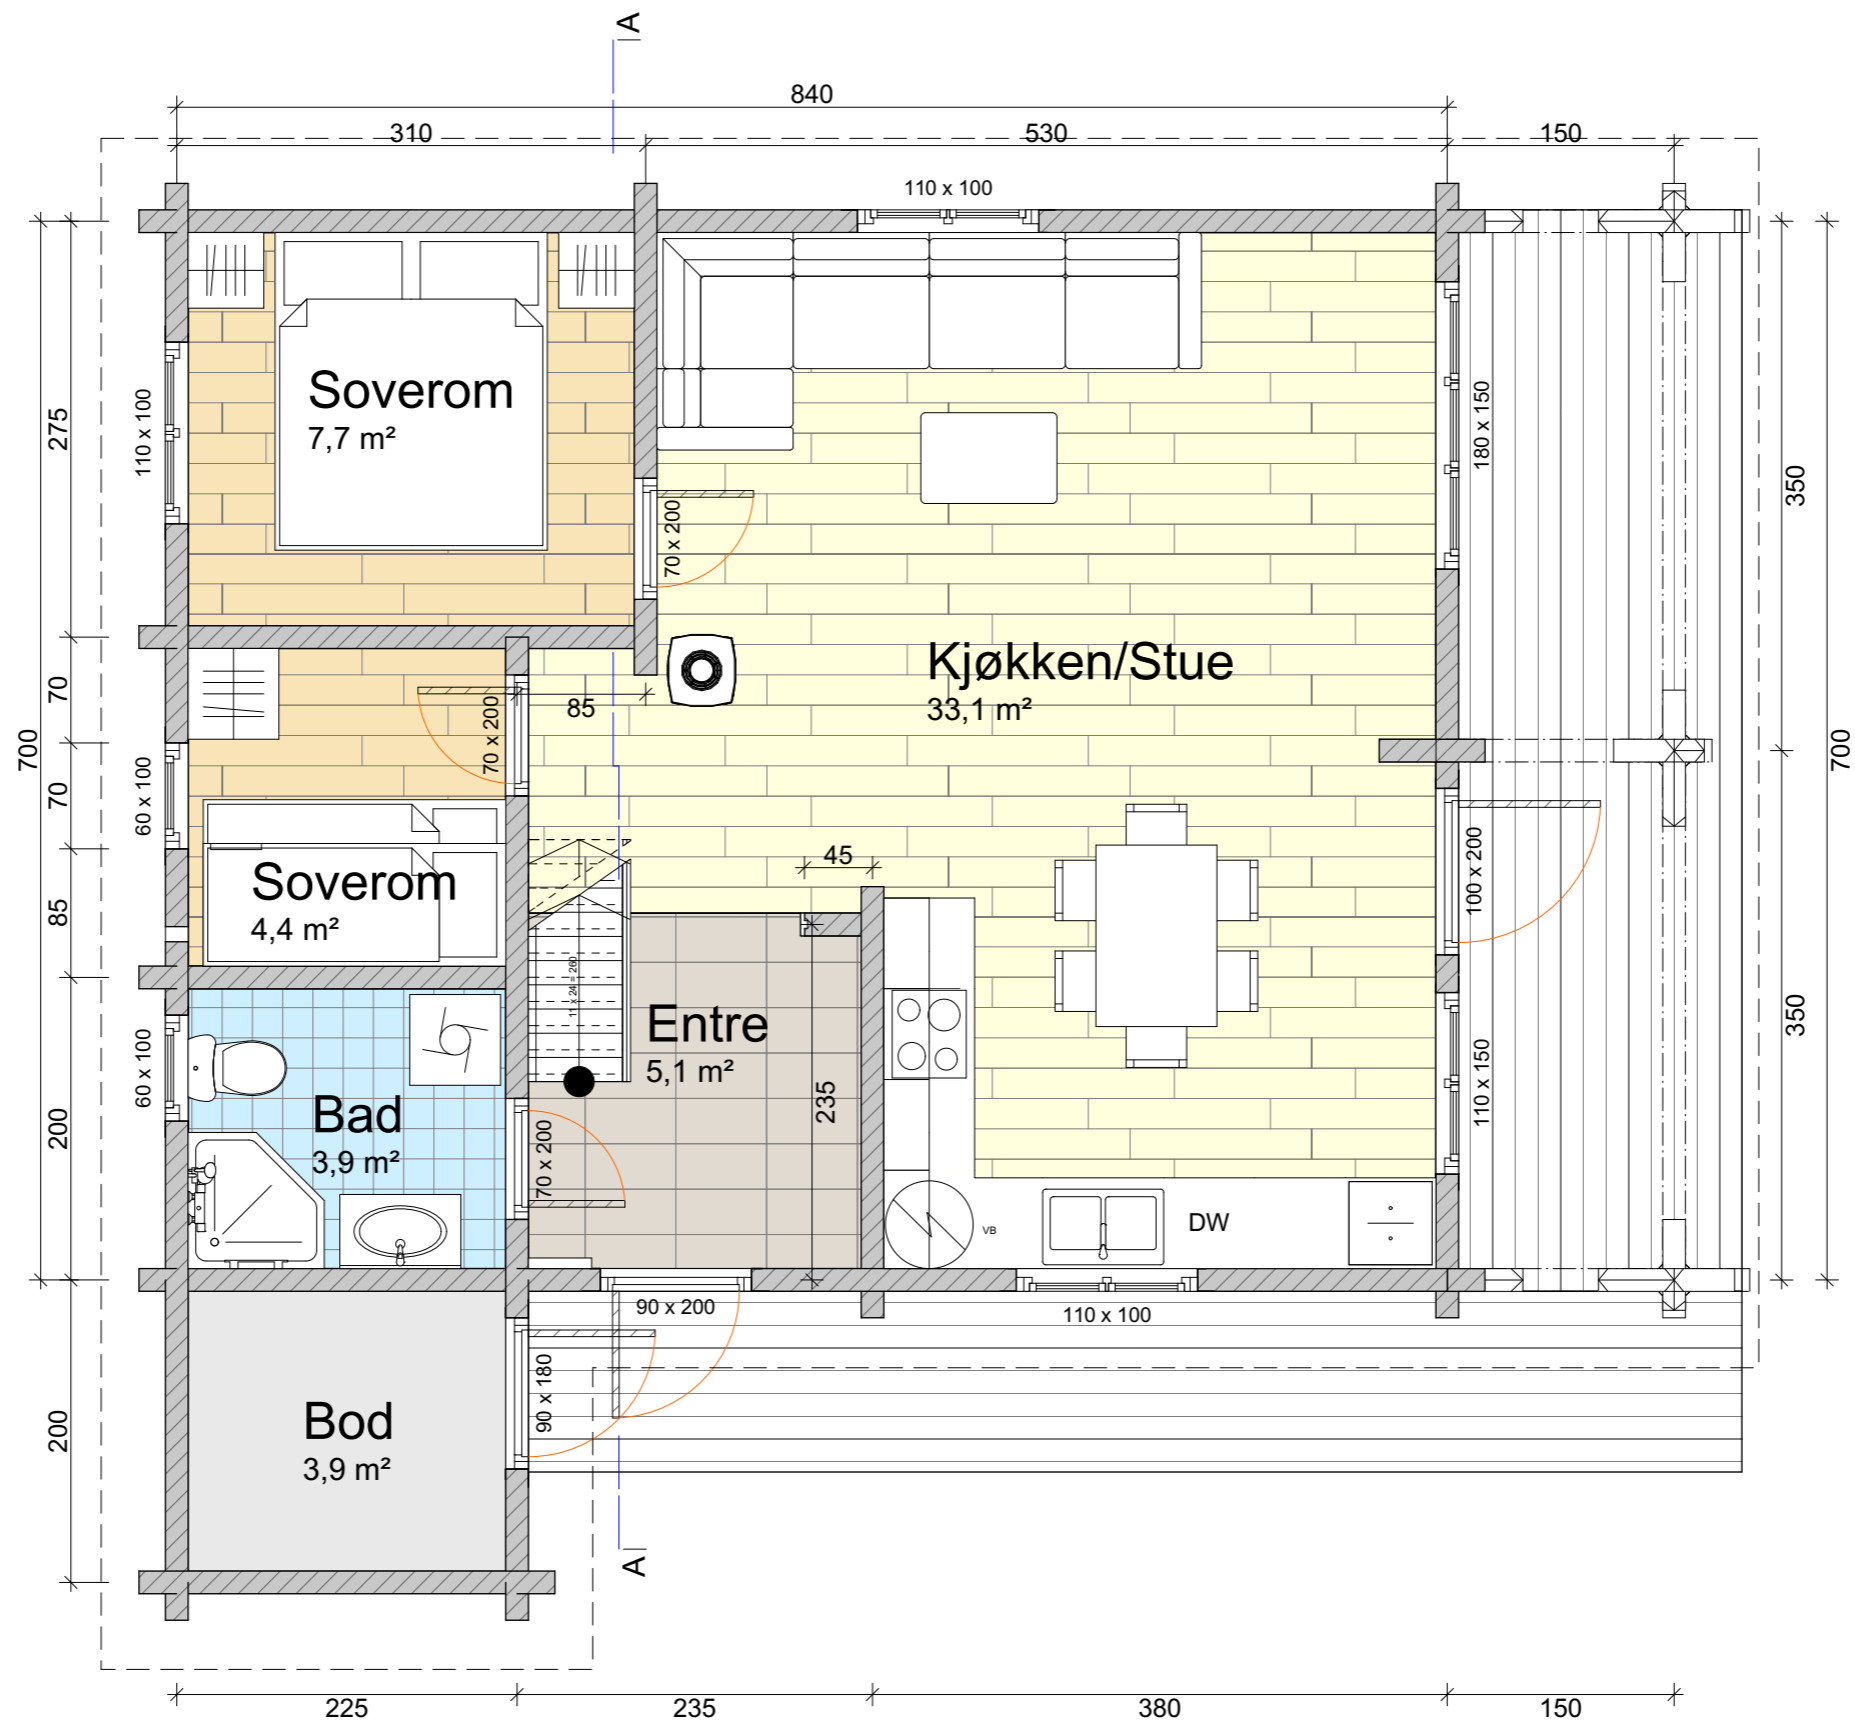 A
840
310
530
150
110 x 100
Soverom
7,7 m²
110 x 100
275
70 x 200
180 x 150
350
Kjøkken/Stue
33,1 m²
85
70 x 200
70
700
700
70
60 x 100
45
100 x 200
Soverom
4,4 m²
85
11 x 24 = 260
Entre
5,1 m²
350
60 x 100
235
110 x 150
Bad
3,9 m²
200
70 x 200
VB
DW
90 x 200
110 x 100
90 x 180
Bod
3,9 m²
200
A
225
235
380
150